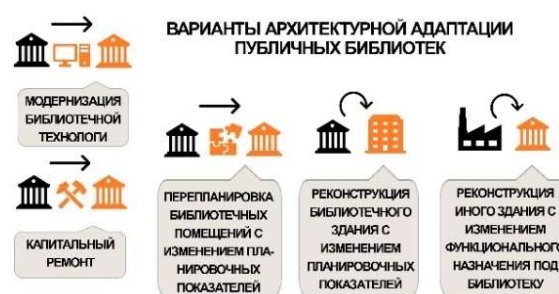 ВАРИАНТЫ АРХИТЕКТУРНОЙ АДАПТАЦИИ
ПУБЛИЧНЫХ БИБЛИОТЕК
МОДЕРНИЗАЦИЯ
БИБЛИОТЕЧНОЙ
ТЕХНОЛОГИ
КАПИТАЛЬНЫЙ
РЕМОНТ
ПЕРЕПЛАНИРОВКА
БИБЛИОТЕЧНЫХ
ПОМЕЩЕНИЙ С
ИЗМЕНЕНИЕМ ПЛА-
НИРОВОЧНЫХ
ПОКАЗАТЕЛЕЙ
РЕКОНСТРУКЦИЯ
БИБЛИОТЕЧНОГО
ЗДАНИЯ С
ИЗМЕНЕНИЕМ
ПЛАНИРОВОЧНЫХ
ПОКАЗАТЕЛЕЙ
РЕКОНСТРУКЦИЯ
ИНОГО ЗДАНИЯ С
ИЗМЕНЕНИЕМ
ФУНКЦИОНАЛЬНОГО
НАЗНАЧЕНИЯ ПОД
БИБЛИОТЕКУ